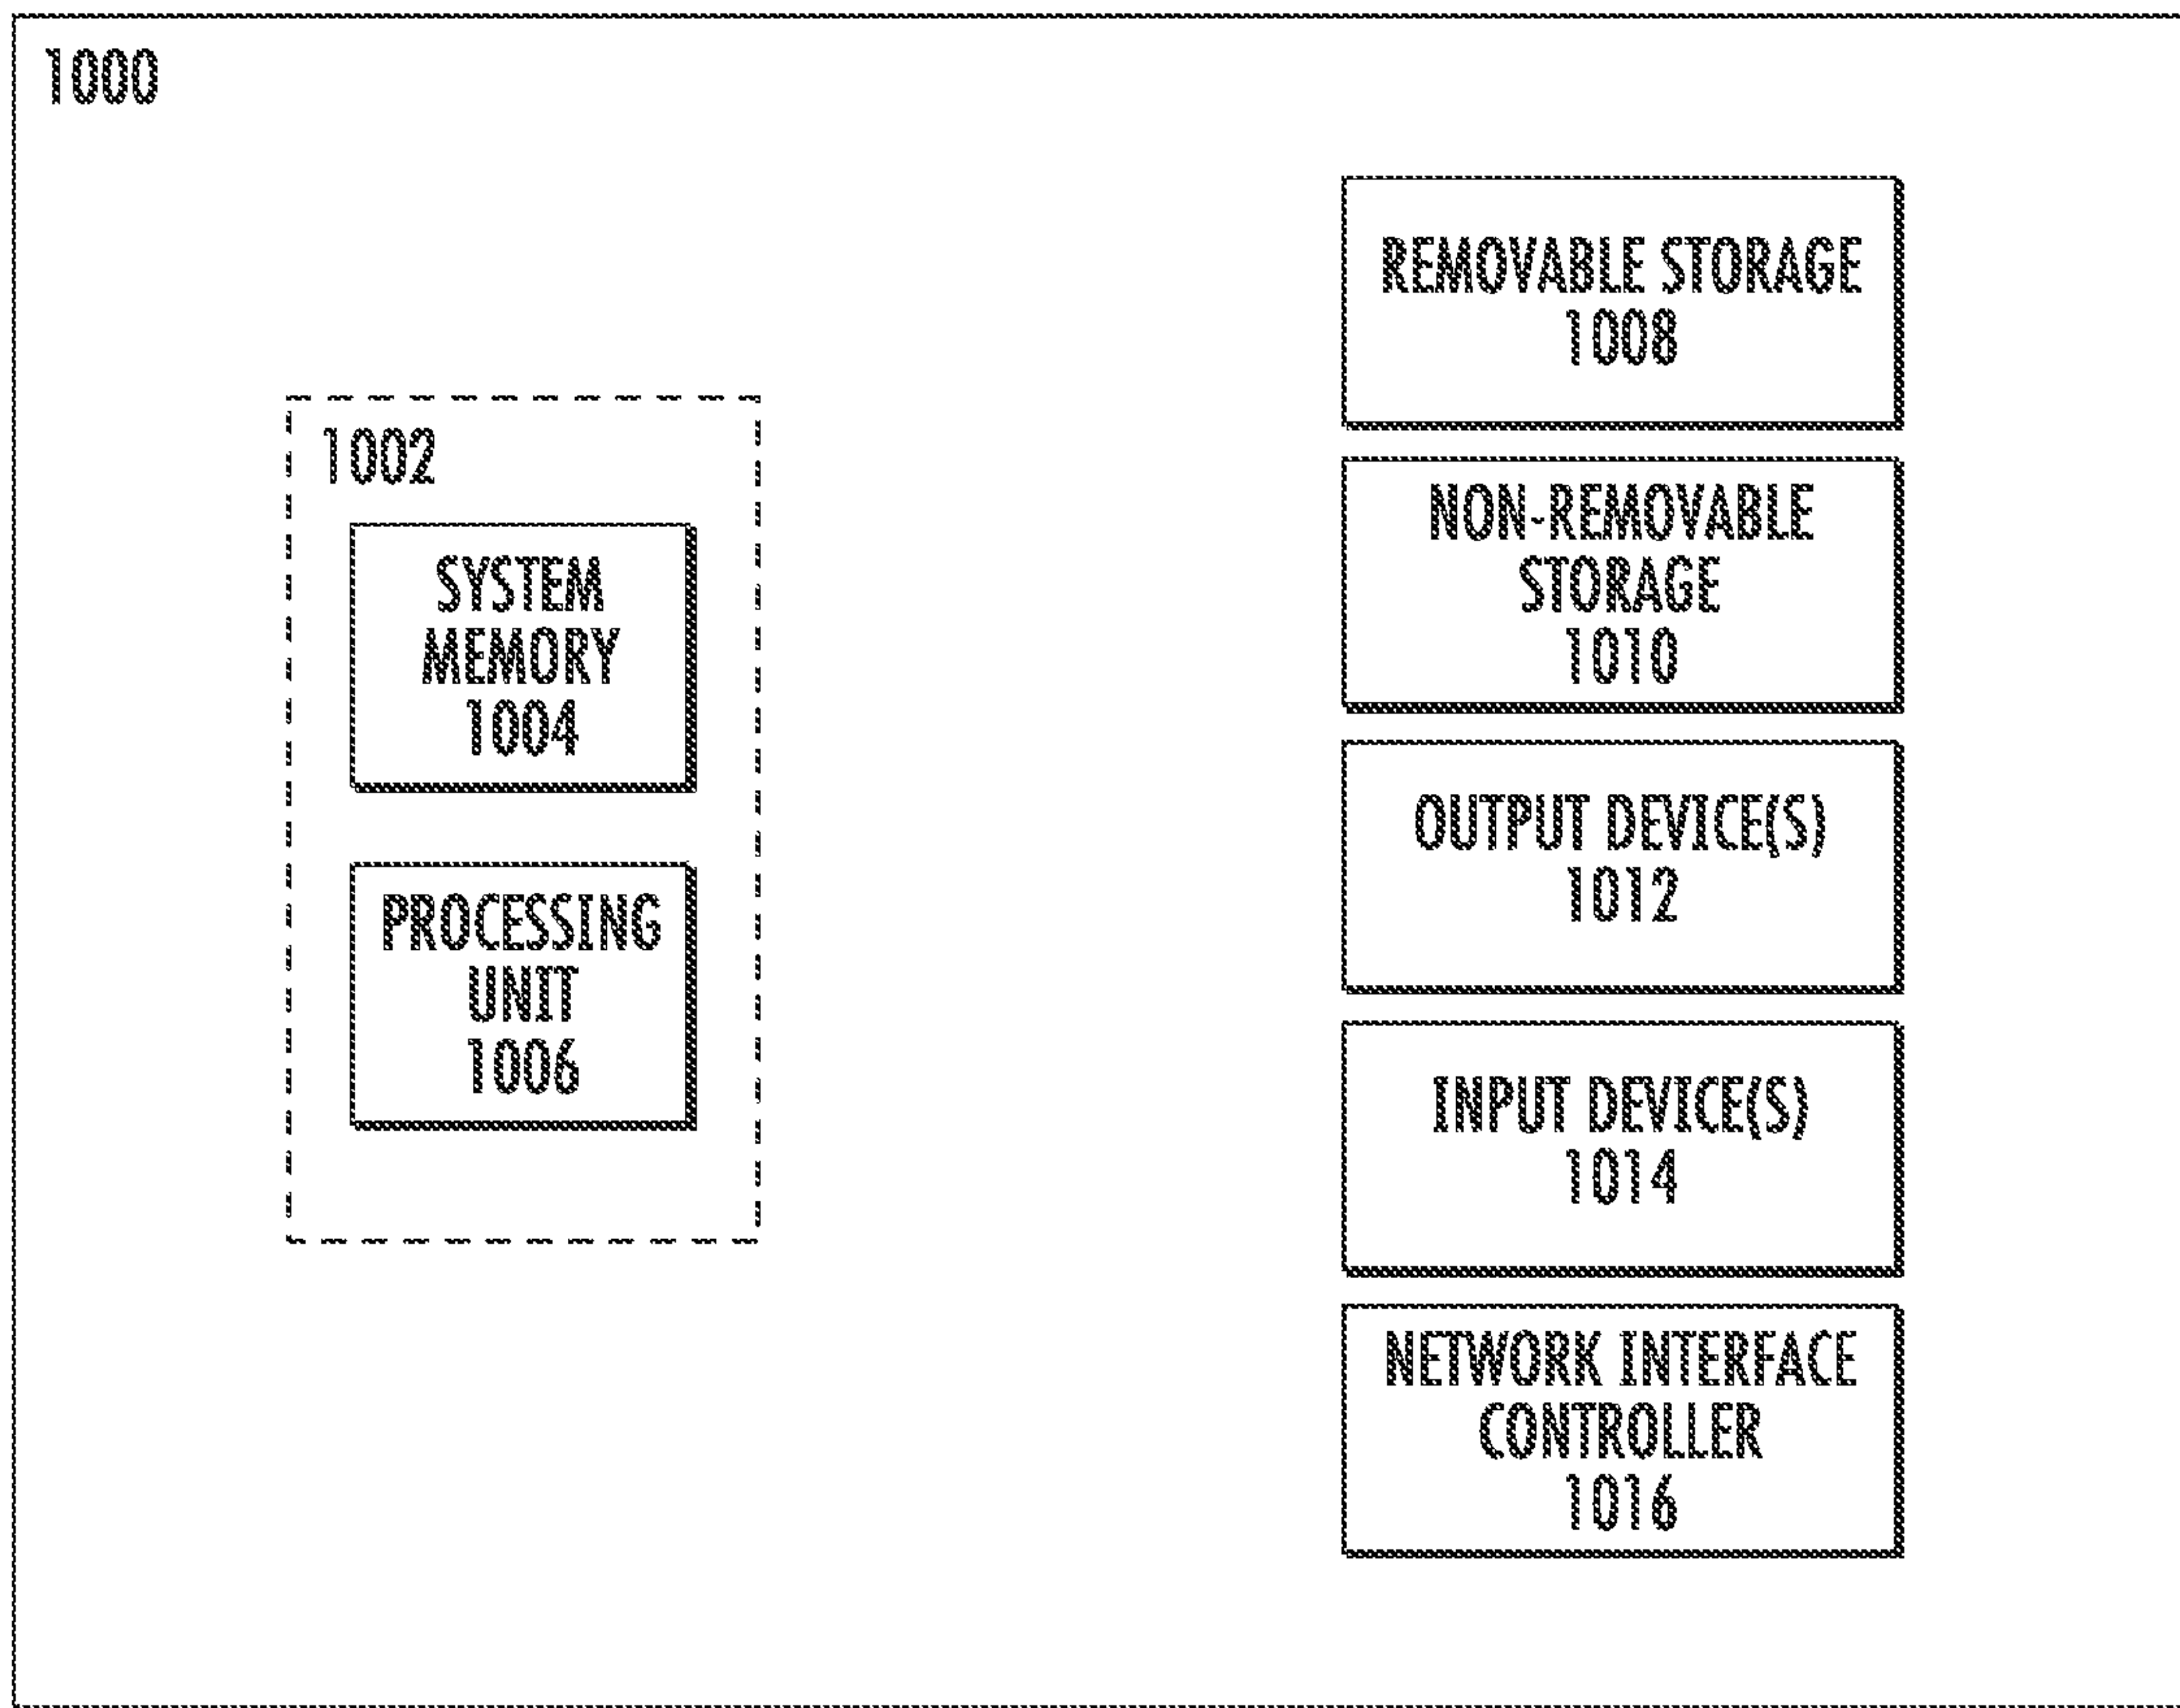 1000
1002
SYSTEM
MEMORY
1004
PROCESSING
UNIT
1006
REMOVABLE STORAGE
1008
NON-REMOVABLE
STORAGE
1010
OUTPUT DEVICE(S)
1012
INPUT DEVICE(S)
1014
NETWORK INTERFACE
CONTROLLER
1016